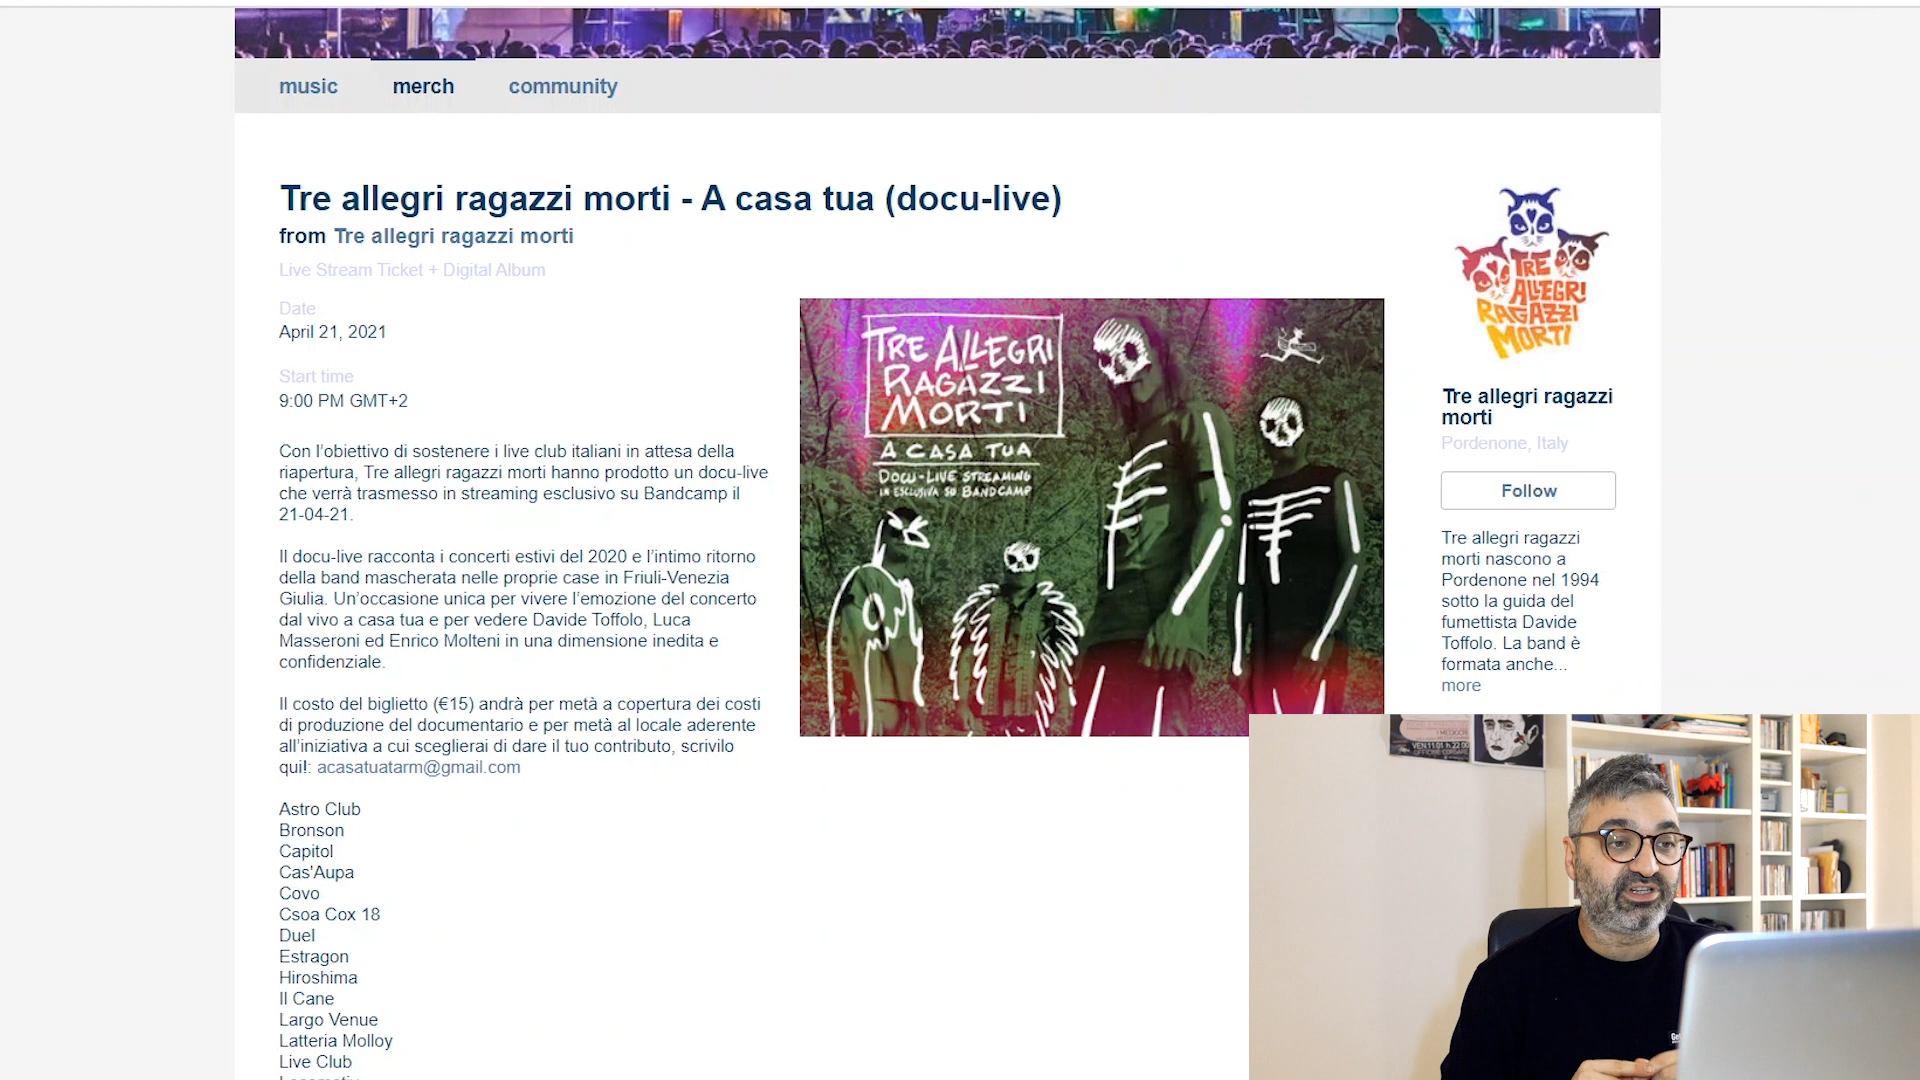 music
merch
community
Tre allegri ragazzi morti - A casa tua (docu-live)
from Tre allegri ragazzi morti
Live Stream Ticket + Digital Album
Date
April 21, 2021
Start time
9:00 PM GMT+2
Con l'obiettivo di sostenere i live club italiani in attesa della
riapertura, Tre allegri ragazzi morti hanno prodotto un docu-live
che verrà trasmesso in streaming esclusivo su Bandcamp il
21-04-21.
Il docu-live racconta i concerti estivi del 2020 e l'intimo ritorno
della band mascherata nelle proprie case in Friuli-Venezia
Giulia. Un'occasione unica per vivere l'emozione del concerto
dal vivo a casa tua e per vedere Davide Toffolo, Luca
Masseroni ed Enrico Molteni in una dimensione inedita e
confidenziale.
Il costo del biglietto (€15) andrà per metà a copertura dei costi
di produzione del documentario e per metà al locale aderente
all'iniziativa a cui sceglierai di dare il tuo contributo, scrivilo
qui!: acasatuatarm@gmail.com
Astro Club
Bronson
Capitol
Cas'Aupa
Covo
Csoa Cox 18
Duel
Estragon
Hiroshima
Il Cane
Largo Venue
Latteria Molloy
Live Club
TRE ALLEGRI
RAGAZZI
MORTI
A CASA TUA
DOCU-LIVE STREAMING
IN ESCLUSIVA SU BANDCAMP
TRE
ALLEGRI
RAGAZZI
MORTI
Tre allegri ragazzi
morti
Pordenone, Italy
Follow
Tre allegri ragazzi
morti nascono a
Pordenone nel 1994
sotto la guida del
fumettista Davide
Toffolo. La band è
formata anche...
more
I MEDIOCRI
VEN.11.01 h 22.00
OFFICINE CORSARE